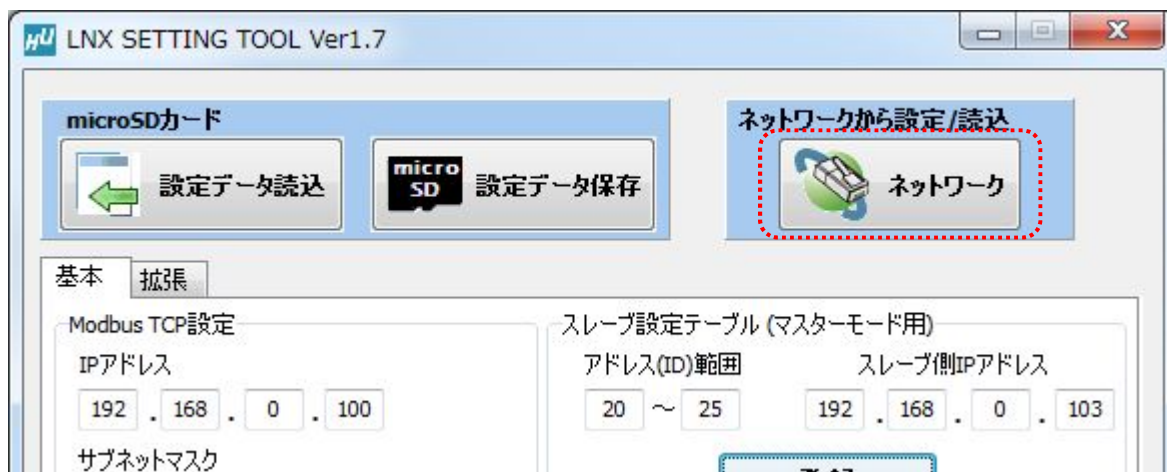 HU LNX SETTING TOOL Ver1.7
microSDカード
ネットワークから設定/読込
設定データ読込
micro SD 設定データ保存
ネットワーク
基本 拡張
Modbus TCP設定
スレーブ設定テーブル (マスターモード用)
IPアドレス
アドレス(ID)範囲 スレーブ側IPアドレス
192 . 168 . 0 . 100
20 ～ 25 192 . 168 . 0 . 103
サブネットマスク